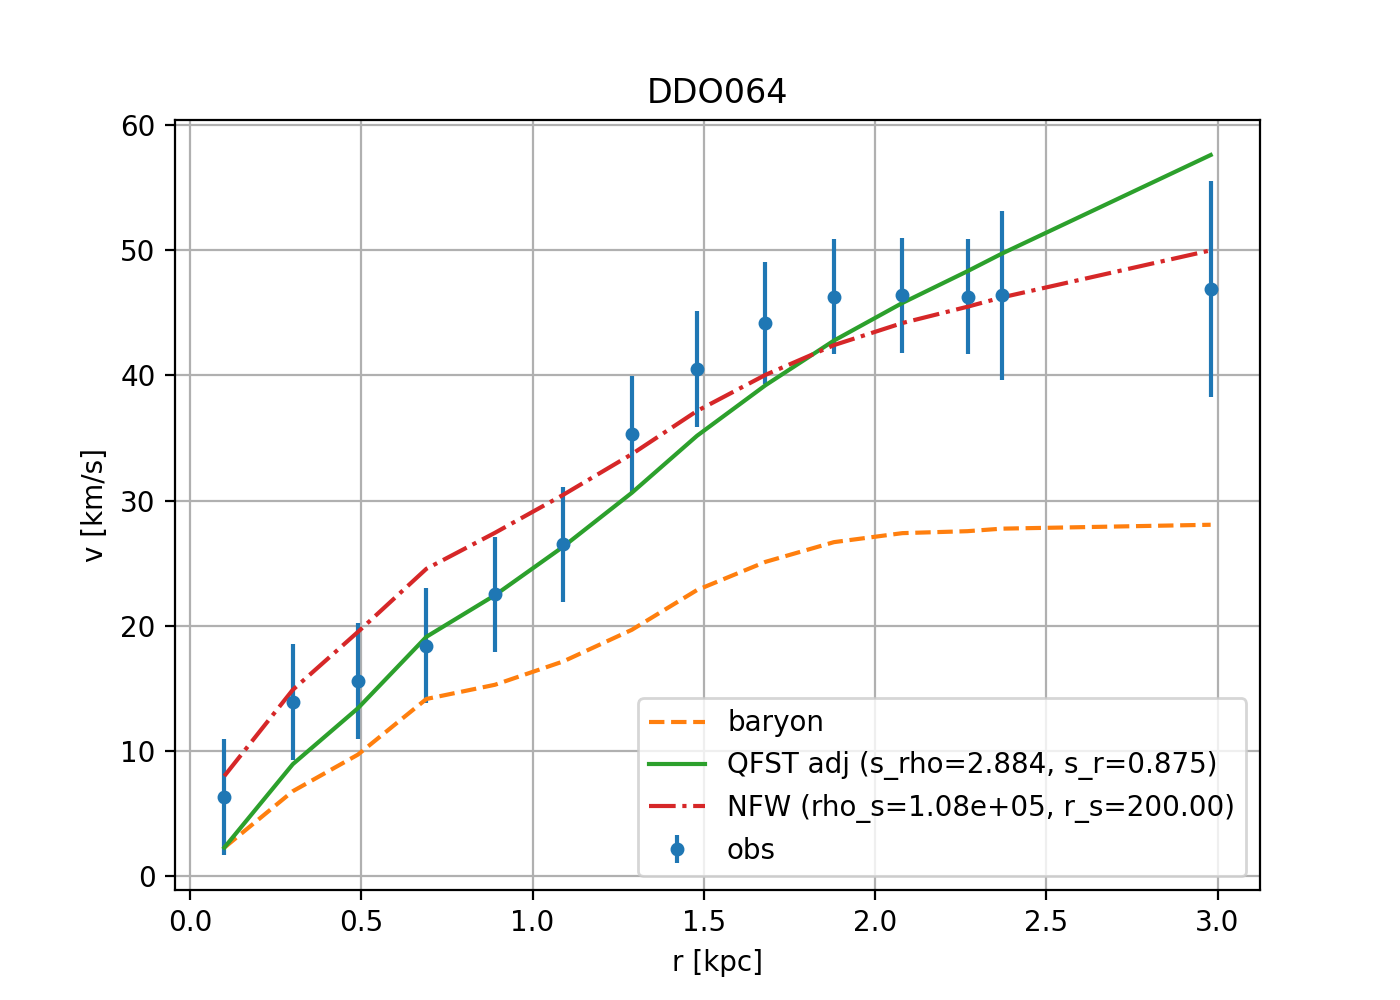 DDO064
60
50
40
30
20
10
0
v [km/s]
baryon
QFST adj (s_rho=2.884, s_r=0.875)
NFW (rho_s=1.08e+05, r_s=200.00)
obs
0.0 0.5 1.0 1.5 2.0 2.5 3.0
r [kpc]